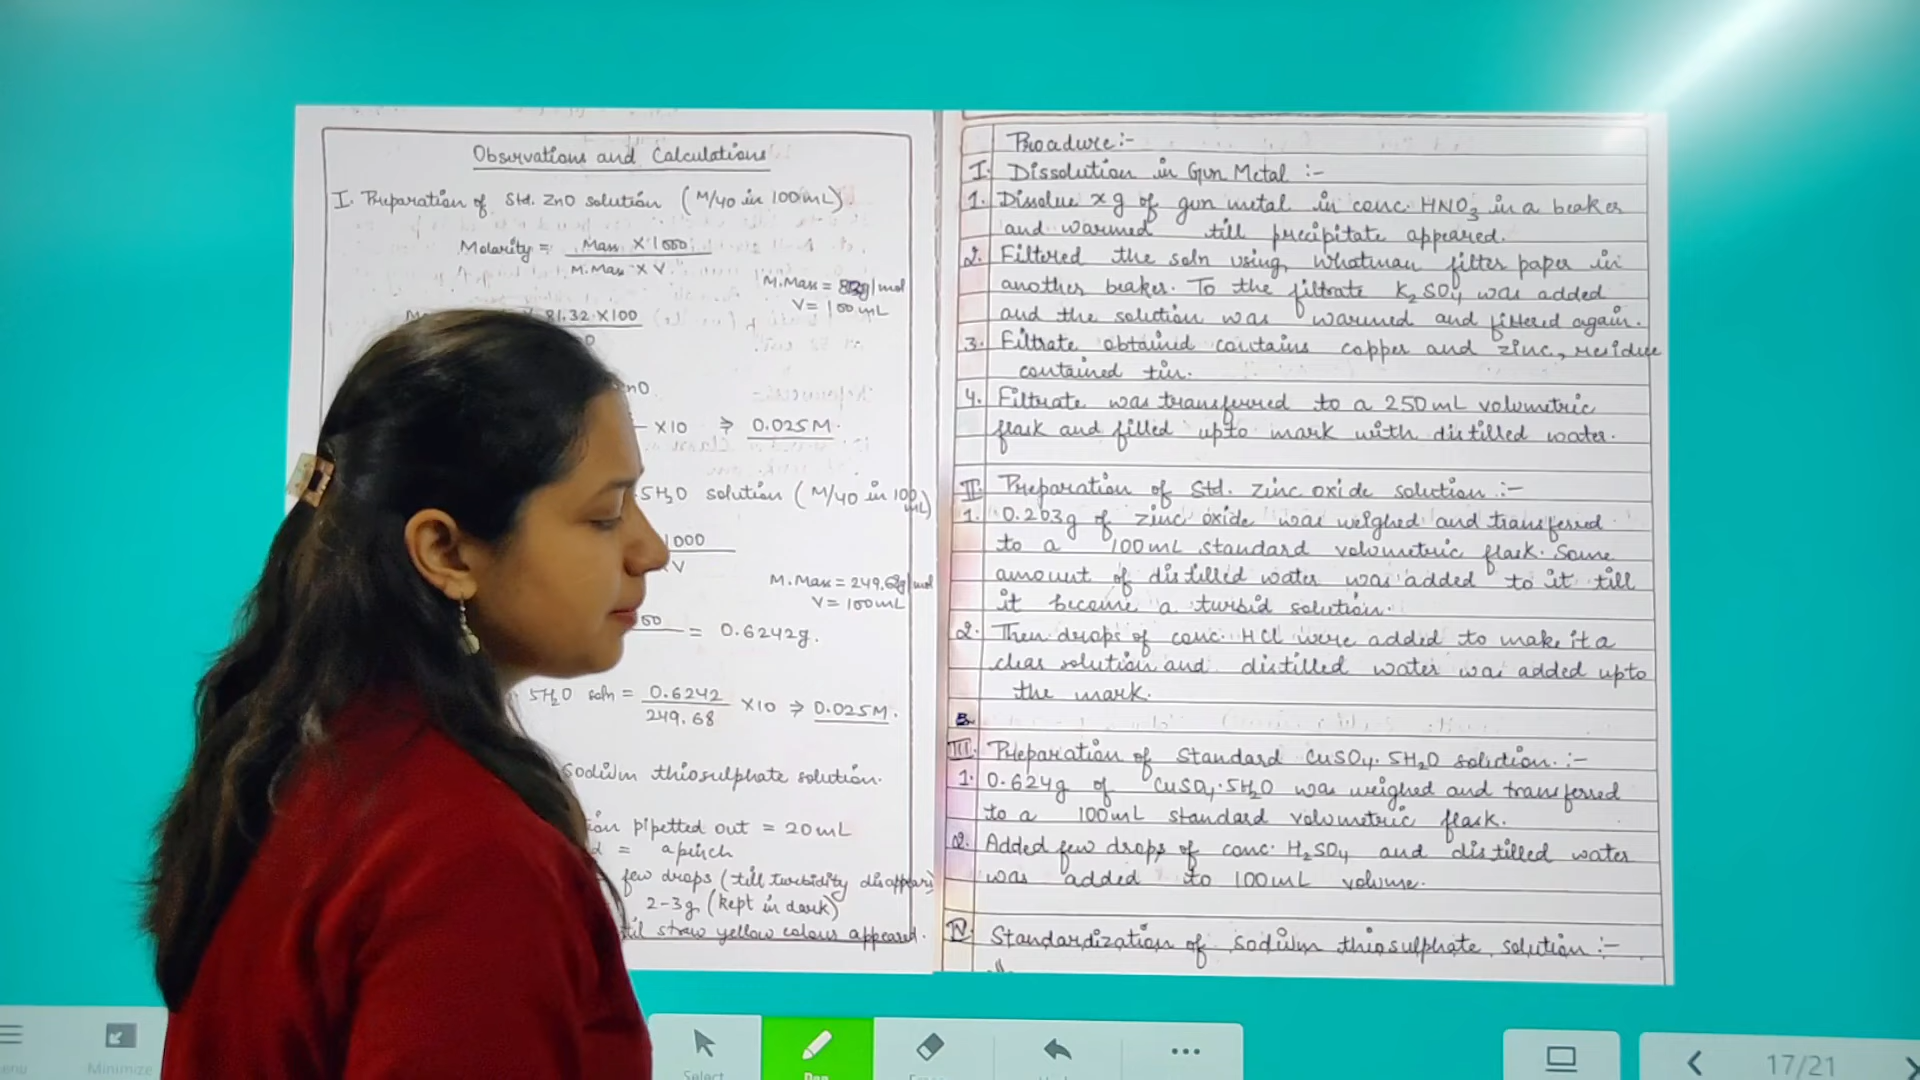 Observations and Calculations
I. Preparation of Std. ZnO solution (M/40 in 100mL)
Molarity = Mass X 1000
M.Mass X V
M.Mass = g/mol
V = 100mL
81.32 X 100
nO.
X10 ⇒ 0.025M.
5H2O solution (M/40 in 100
mL)
1000
V
M.Mass = 249.68g/mol
V = 100mL
= 0.6242g.
5H2O soln = 0.6242 X10 ⇒ 0.025M.
249.68
Sodium thiosulphate solution.
pipetted out = 20mL
= a pinch
few drops (till turbidity disappears)
2-3g (kept in dark)
straw yellow colour appeared.
Proadure:-
I. Dissolution in Gun Metal :-
1. Dissolve x g of gun metal in conc. HNO3 in a beaker
and warmed till precipitate appeared.
2. Filtered the soln using whatman filter paper in
another beaker. To the filtrate K2SO4 was added
and the solution was warmed and filtered again.
3. Filtrate obtained contains copper and zinc, residue
contained tin.
4. Filtrate was transferred to a 250mL volumetric
flask and filled upto mark with distilled water.
II. Preparation of Std. Zinc oxide solution :-
1. 0.203g of zinc oxide was weighed and transferred
to a 100mL standard volumetric flask. Some
amount of distilled water was added to it till
it became a turbid solution.
2. Then drops of conc. HCl were added to make it a
clear solution and distilled water was added upto
the mark.
III. Preparation of Standard CuSO4.5H2O solution. :-
1. 0.624g of CuSO4.5H2O was weighed and transferred
to a 100mL standard volumetric flask.
2. Added few drops of conc. H2SO4 and distilled water
was added to 100mL volume.
IV. Standardization of sodium thiosulphate solution :-
enu
Minimize
Select
Pen
17/21